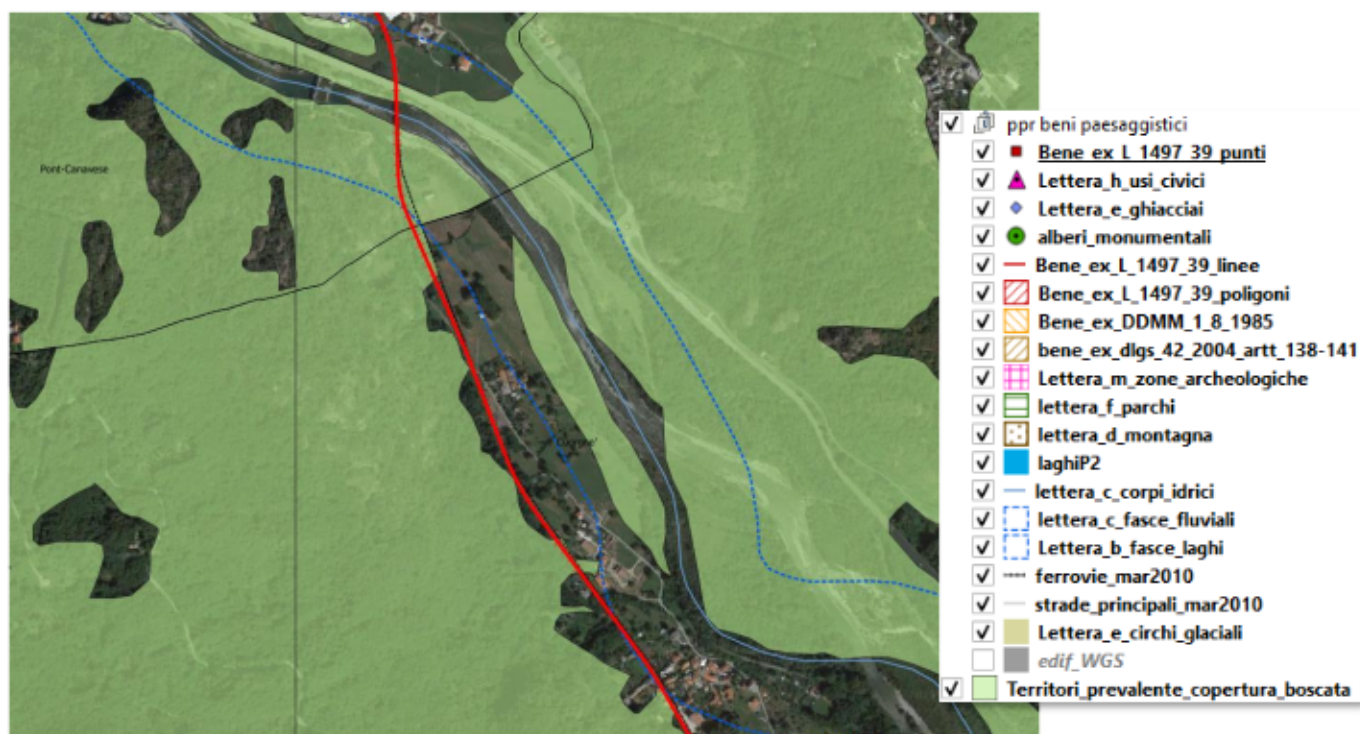 Pont-Canavese
ppr beni paesaggistici
Bene_ex_L_1497_39_punti
Lettera_h_usi_civici
Lettera_e_ghiacciai
alberi_monumentali
Bene_ex_L_1497_39_linee
Bene_ex_L_1497_39_poligoni
Bene_ex_DDMM_1_8_1985
bene_ex_dlgs_42_2004_artt_138-141
Lettera_m_zone_archeologiche
lettera_f_parchi
lettera_d_montagna
laghiP2
lettera_c_corpi_idrici
lettera_c_fasce_fluviali
Lettera_b_fasce_laghi
ferrovie_mar2010
strade_principali_mar2010
Lettera_e_circhi_glaciali
edif_WGS
Territori_prevalente_copertura_boscata